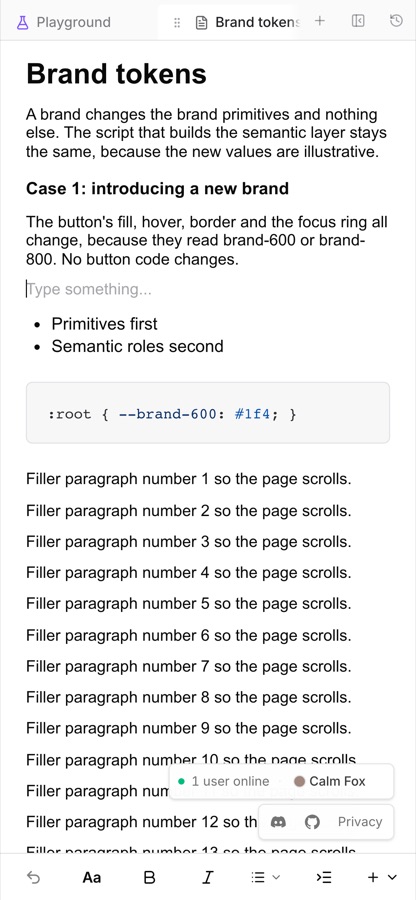 Playground
Brand tokens
Brand tokens
A brand changes the brand primitives and nothing
else. The script that builds the semantic layer stays
the same, because the new values are illustrative.
Case 1: introducing a new brand
The button's fill, hover, border and the focus ring all
change, because they read brand-600 or brand-
800. No button code changes.
Type something...
• Primitives first
• Semantic roles second
:root { --brand-600: #1f4; }
Filler paragraph number 1 so the page scrolls.
Filler paragraph number 2 so the page scrolls.
Filler paragraph number 3 so the page scrolls.
Filler paragraph number 4 so the page scrolls.
Filler paragraph number 5 so the page scrolls.
Filler paragraph number 6 so the page scrolls.
Filler paragraph number 7 so the page scrolls.
Filler paragraph number 8 so the page scrolls.
Filler paragraph number 9 so the page scrolls.
Filler paragraph number 10 so the page scrolls.
1 user online Calm Fox
Filler paragraph num
Filler paragraph number 12 so th
Privacy
Filler paragraph number 13 so the page scrolls.
Aa B I